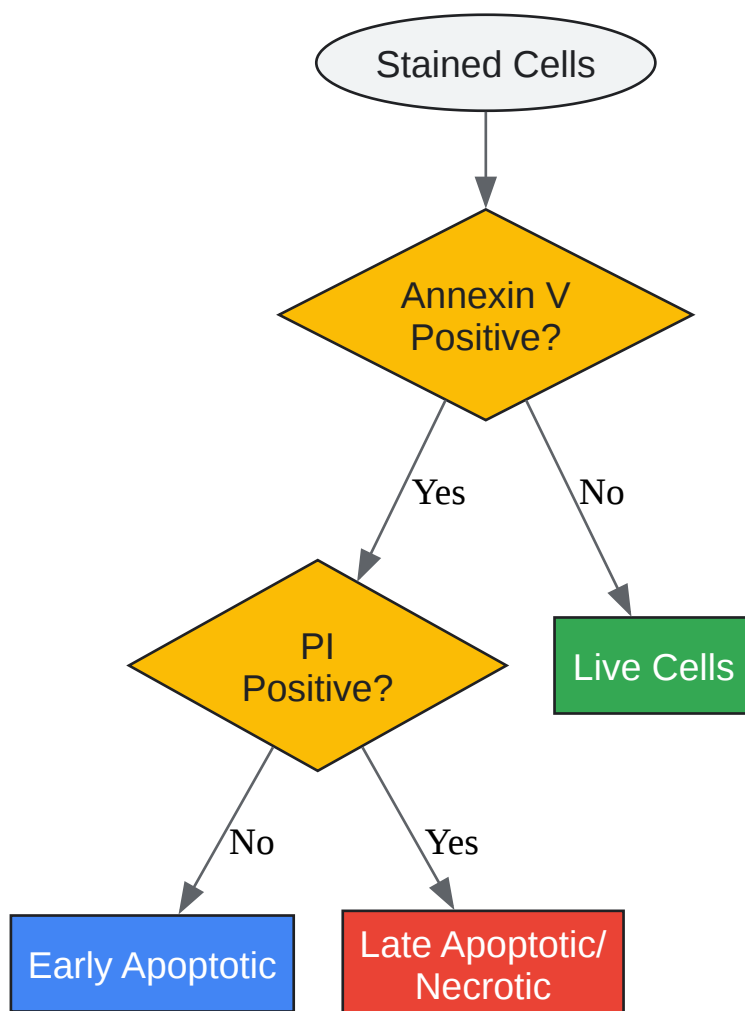 Stained Cells
Annexin V
Positive?
Yes
No
PI
Positive?
Live Cells
No
Yes
Early Apoptotic
Late Apoptotic/
Necrotic